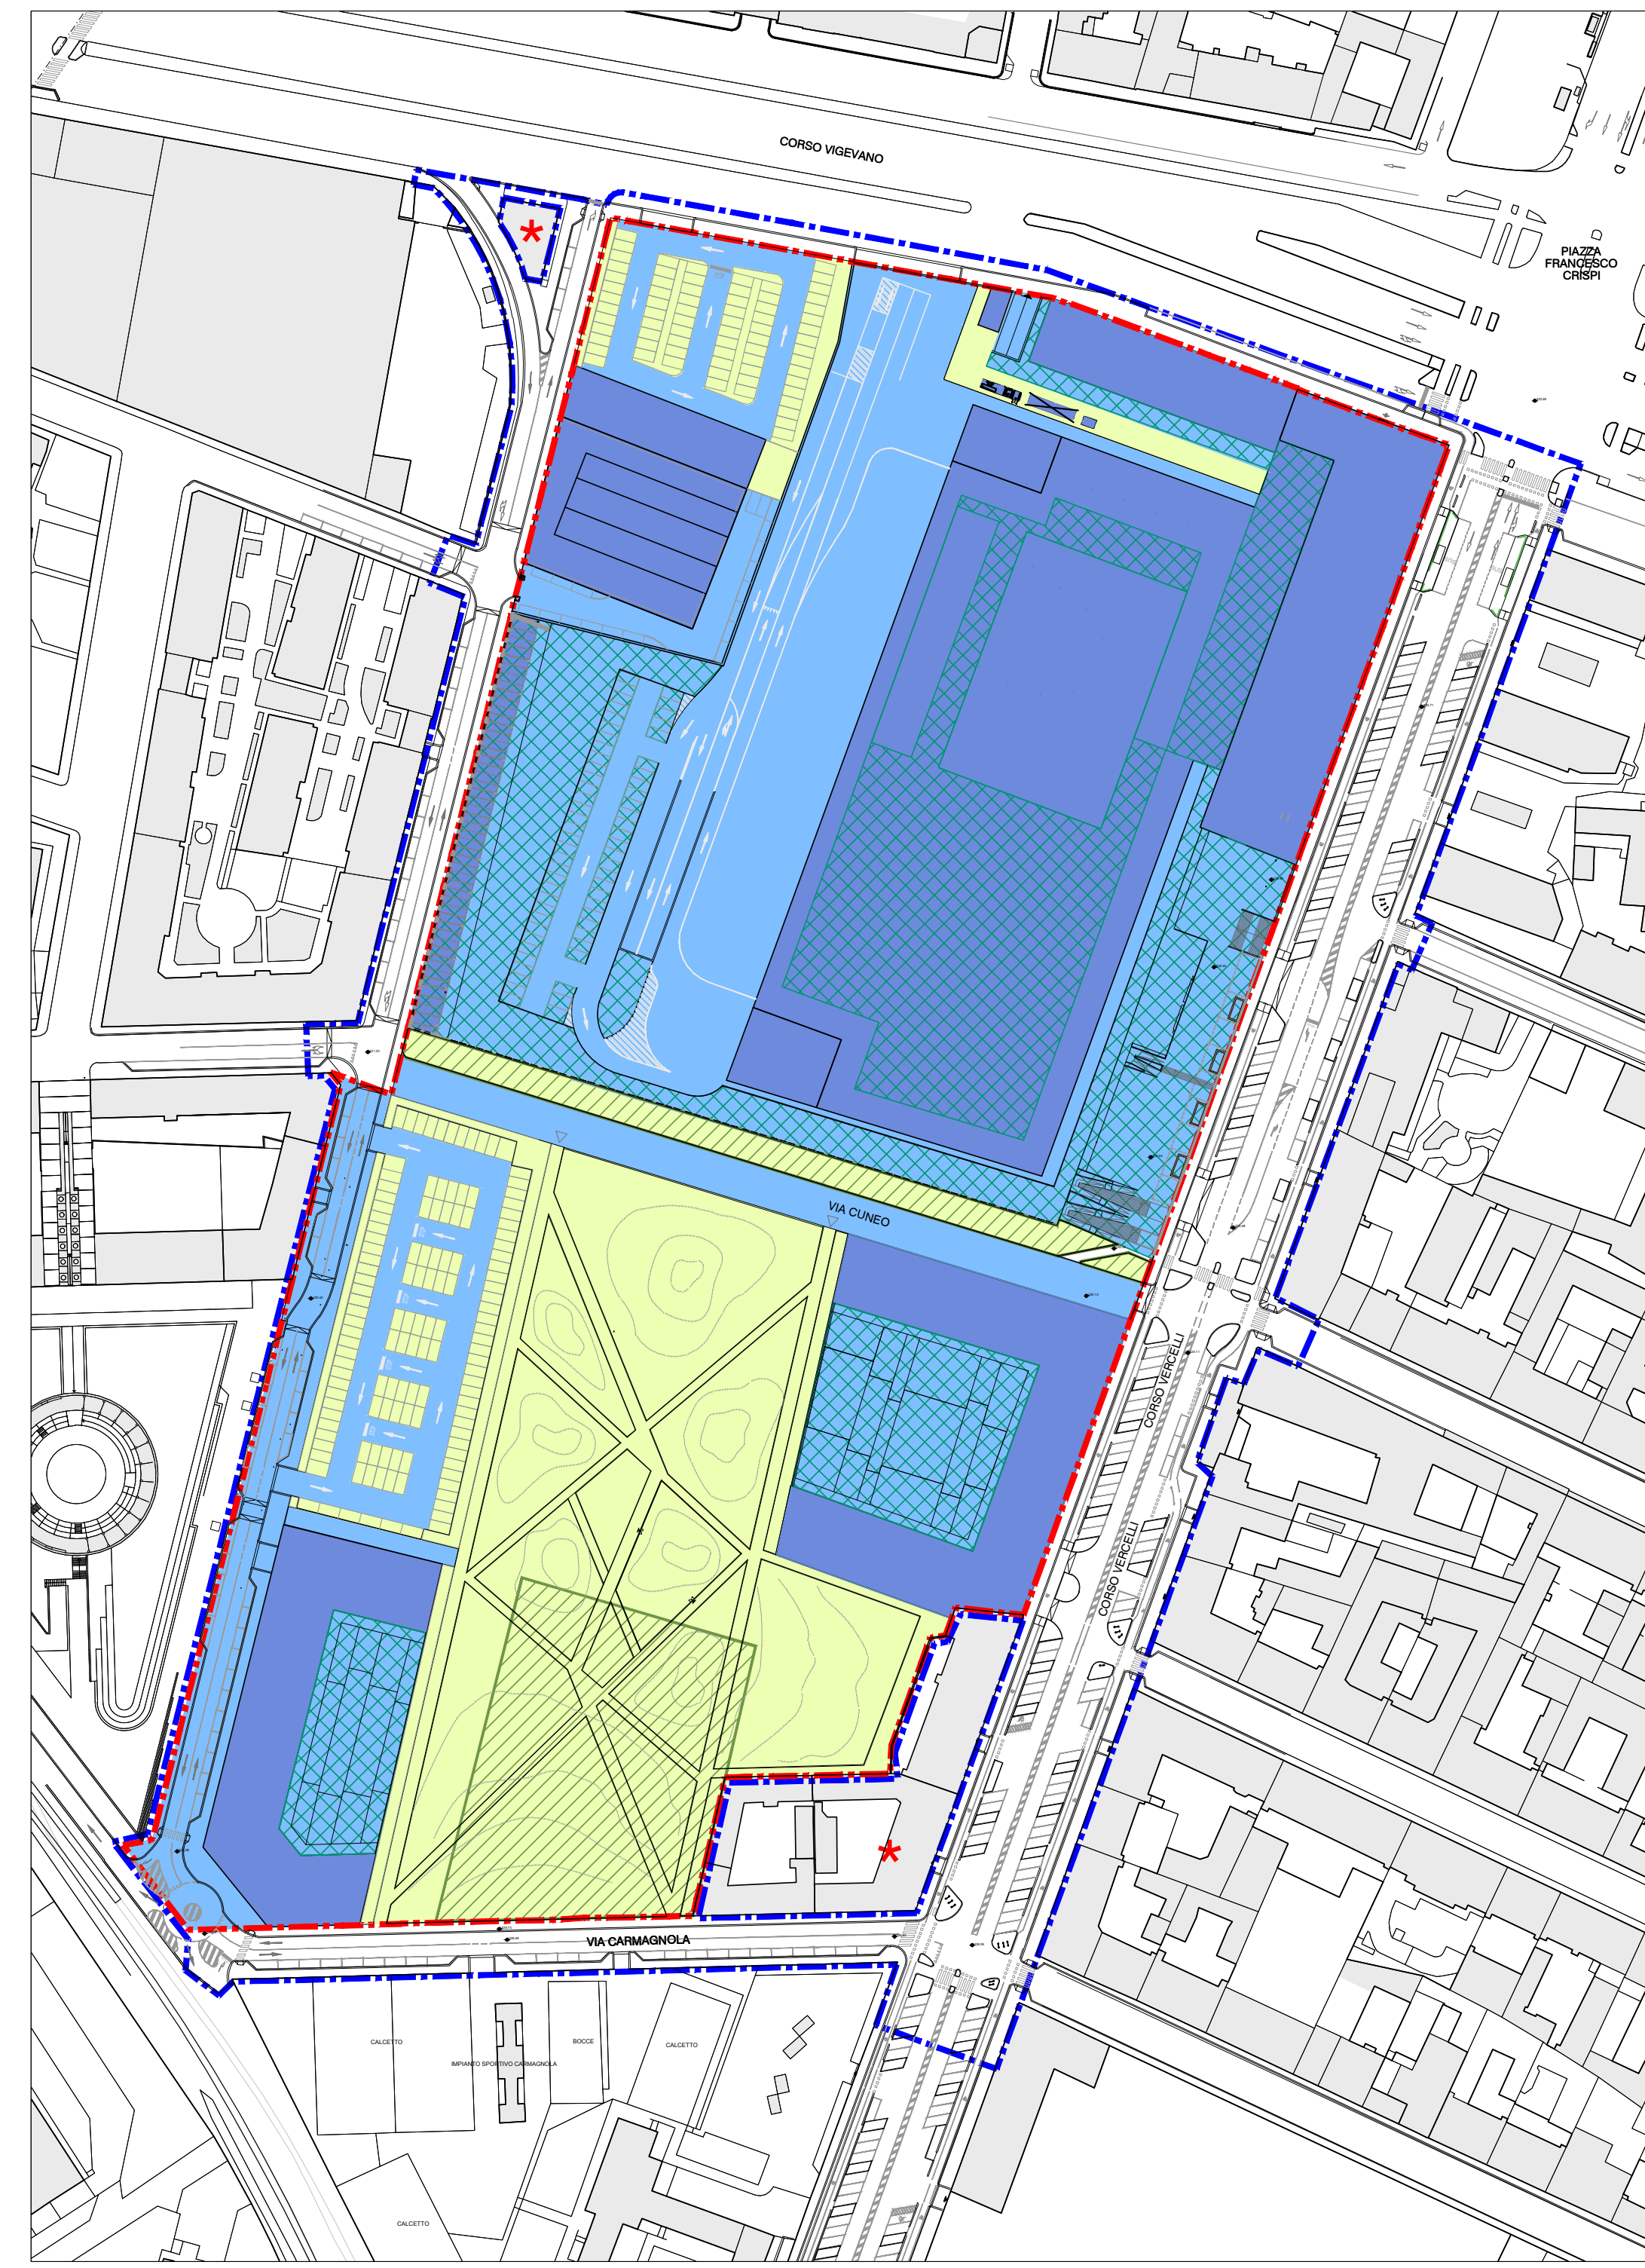 CORSO VIGEVANO
PIAZZA
FRANCESCO
CRISPI
VIA CUNEO
CORSO VERCELLI
CORSO VERCELLI
VIA CARMAGNOLA
CALCETTO
BOCCE
CALCETTO
IMPIANTO SPORTIVO CARMAGNOLA
CALCETTO